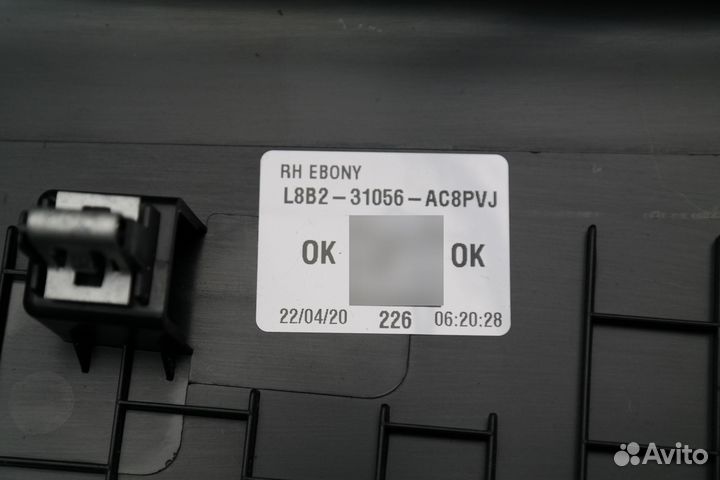 RH EBONY
L8B2-31056-AC8PVJ
OK OK
22/04/20 226 06:20:28
Avito